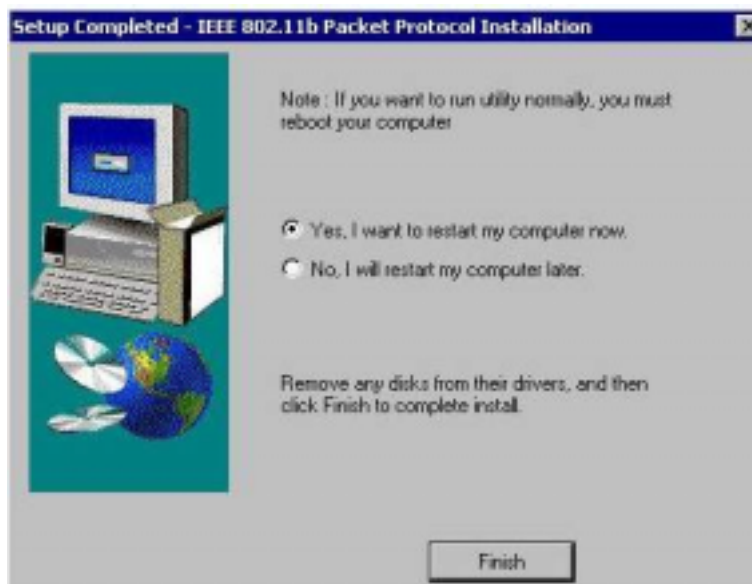 Setup Completed - IEEE 802.11b Packet Protocol Installation
Note : If you want to run utility normally, you must
reboot your computer
Yes, I want to restart my computer now.
No, I will restart my computer later.
Remove any disks from their drivers, and then
click Finish to complete install.
Finish